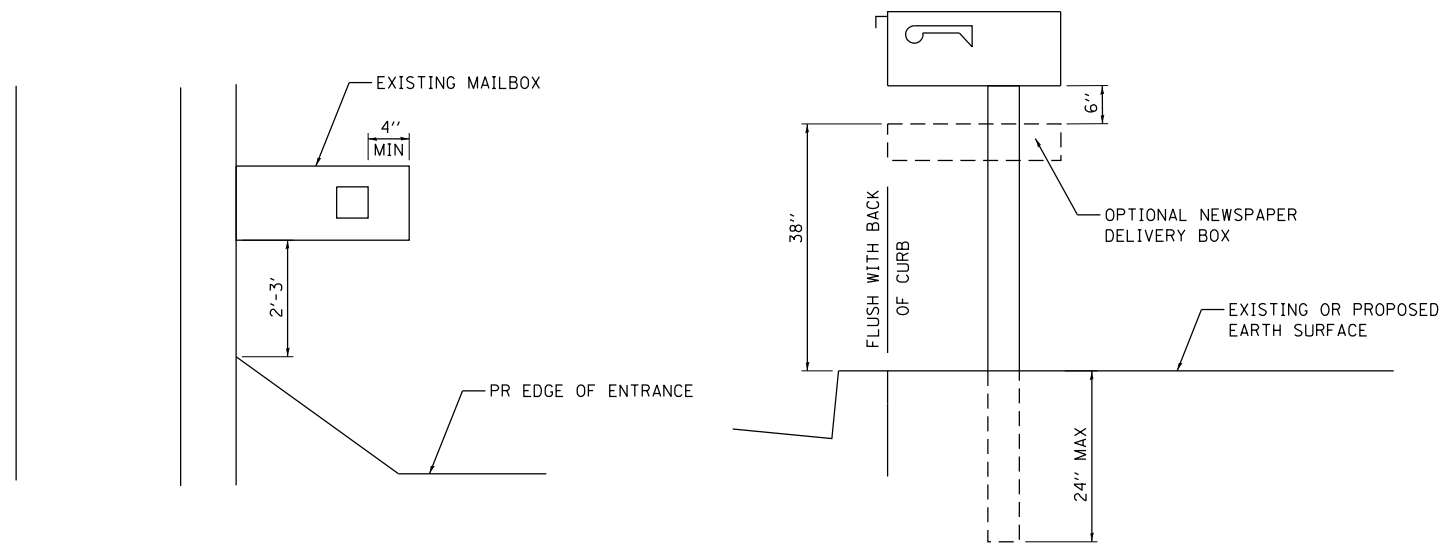 EXISTING MAILBOX
4''
MIN
2'-3'
PR EDGE OF ENTRANCE
6''
38''
FLUSH WITH BACK
OF CURB
OPTIONAL NEWSPAPER
DELIVERY BOX
EXISTING OR PROPOSED
EARTH SURFACE
24'' MAX